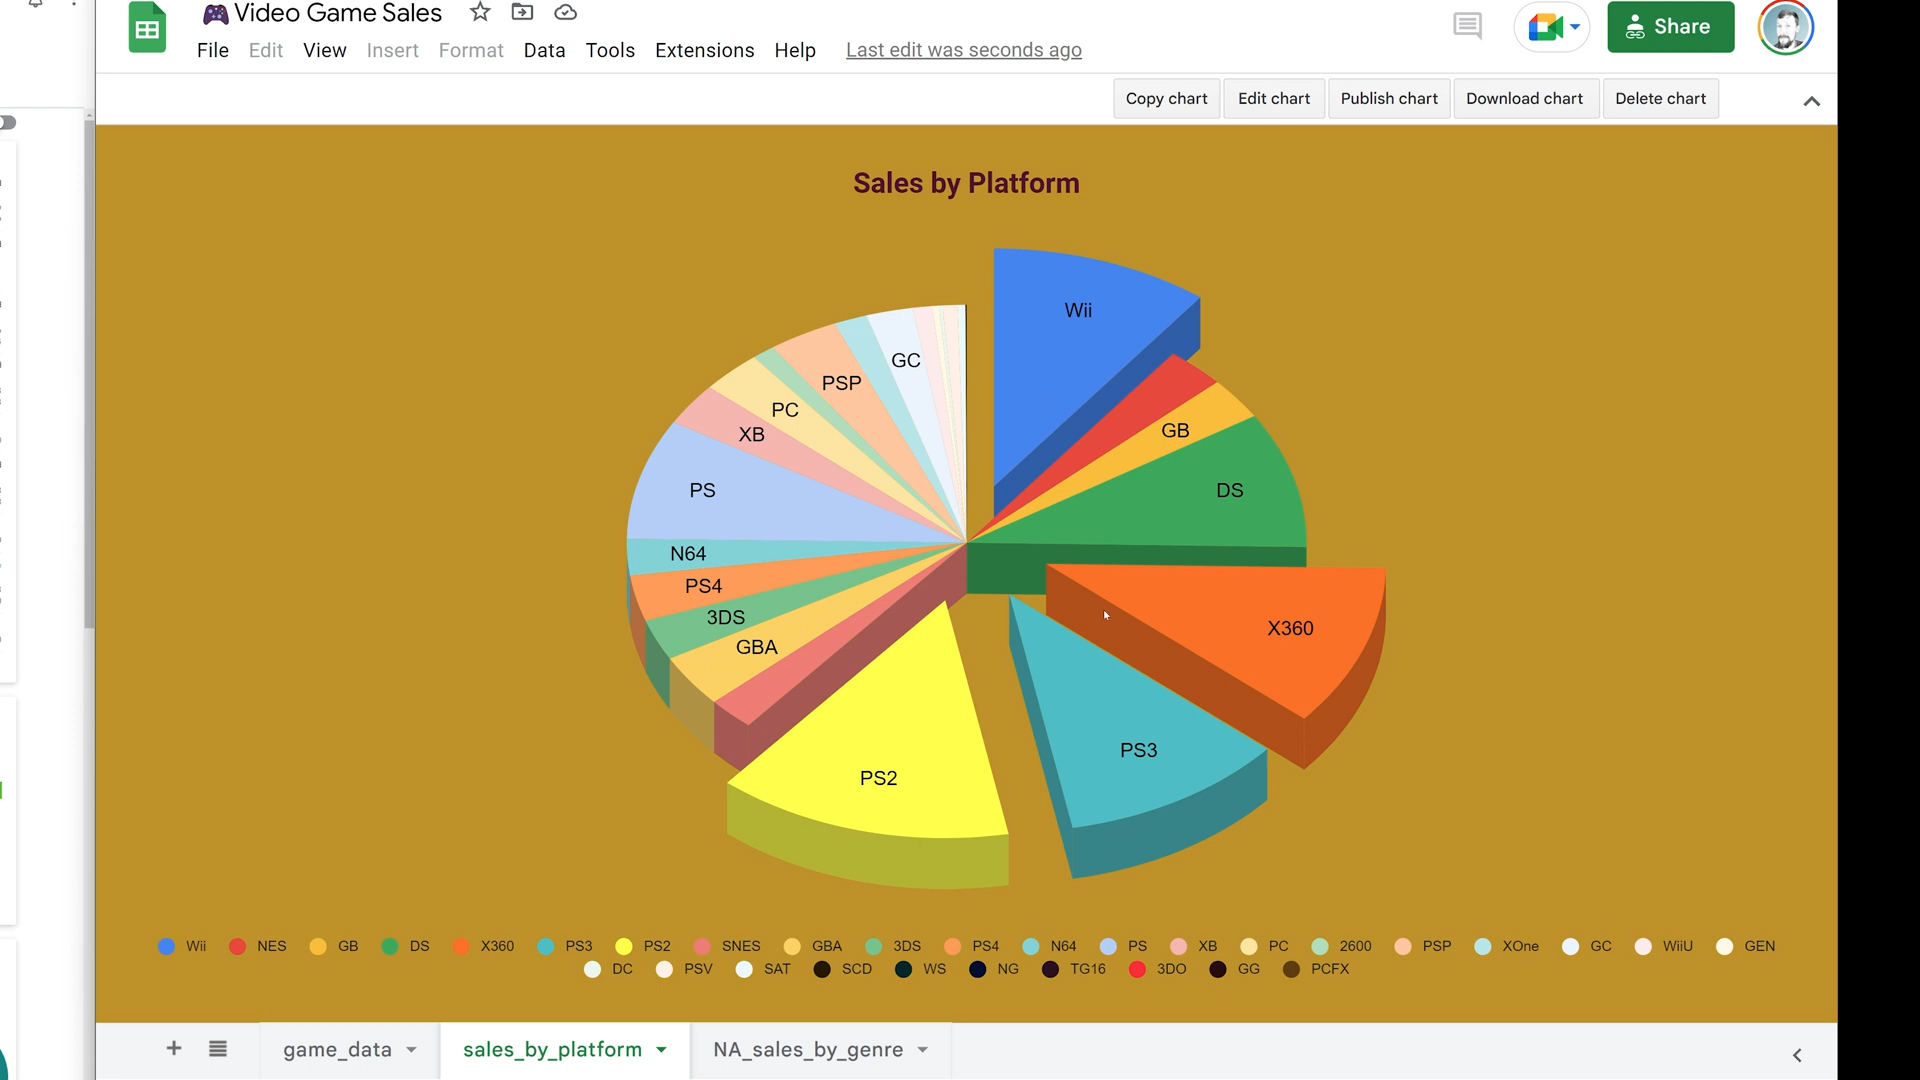 Video Game Sales
File Edit View Insert Format Data Tools Extensions Help Last edit was seconds ago
Share
Copy chart Edit chart Publish chart Download chart Delete chart
Sales by Platform
Wii
GC
PSP
PC
GB
XB
PS
DS
N64
PS4
3DS
X360
GBA
PS3
PS2
Wii NES GB DS X360 PS3 PS2 SNES GBA 3DS PS4 N64 PS XB PC 2600 PSP XOne GC WiiU GEN
DC PSV SAT SCD WS NG TG16 3DO GG PCFX
+ game_data sales_by_platform NA_sales_by_genre